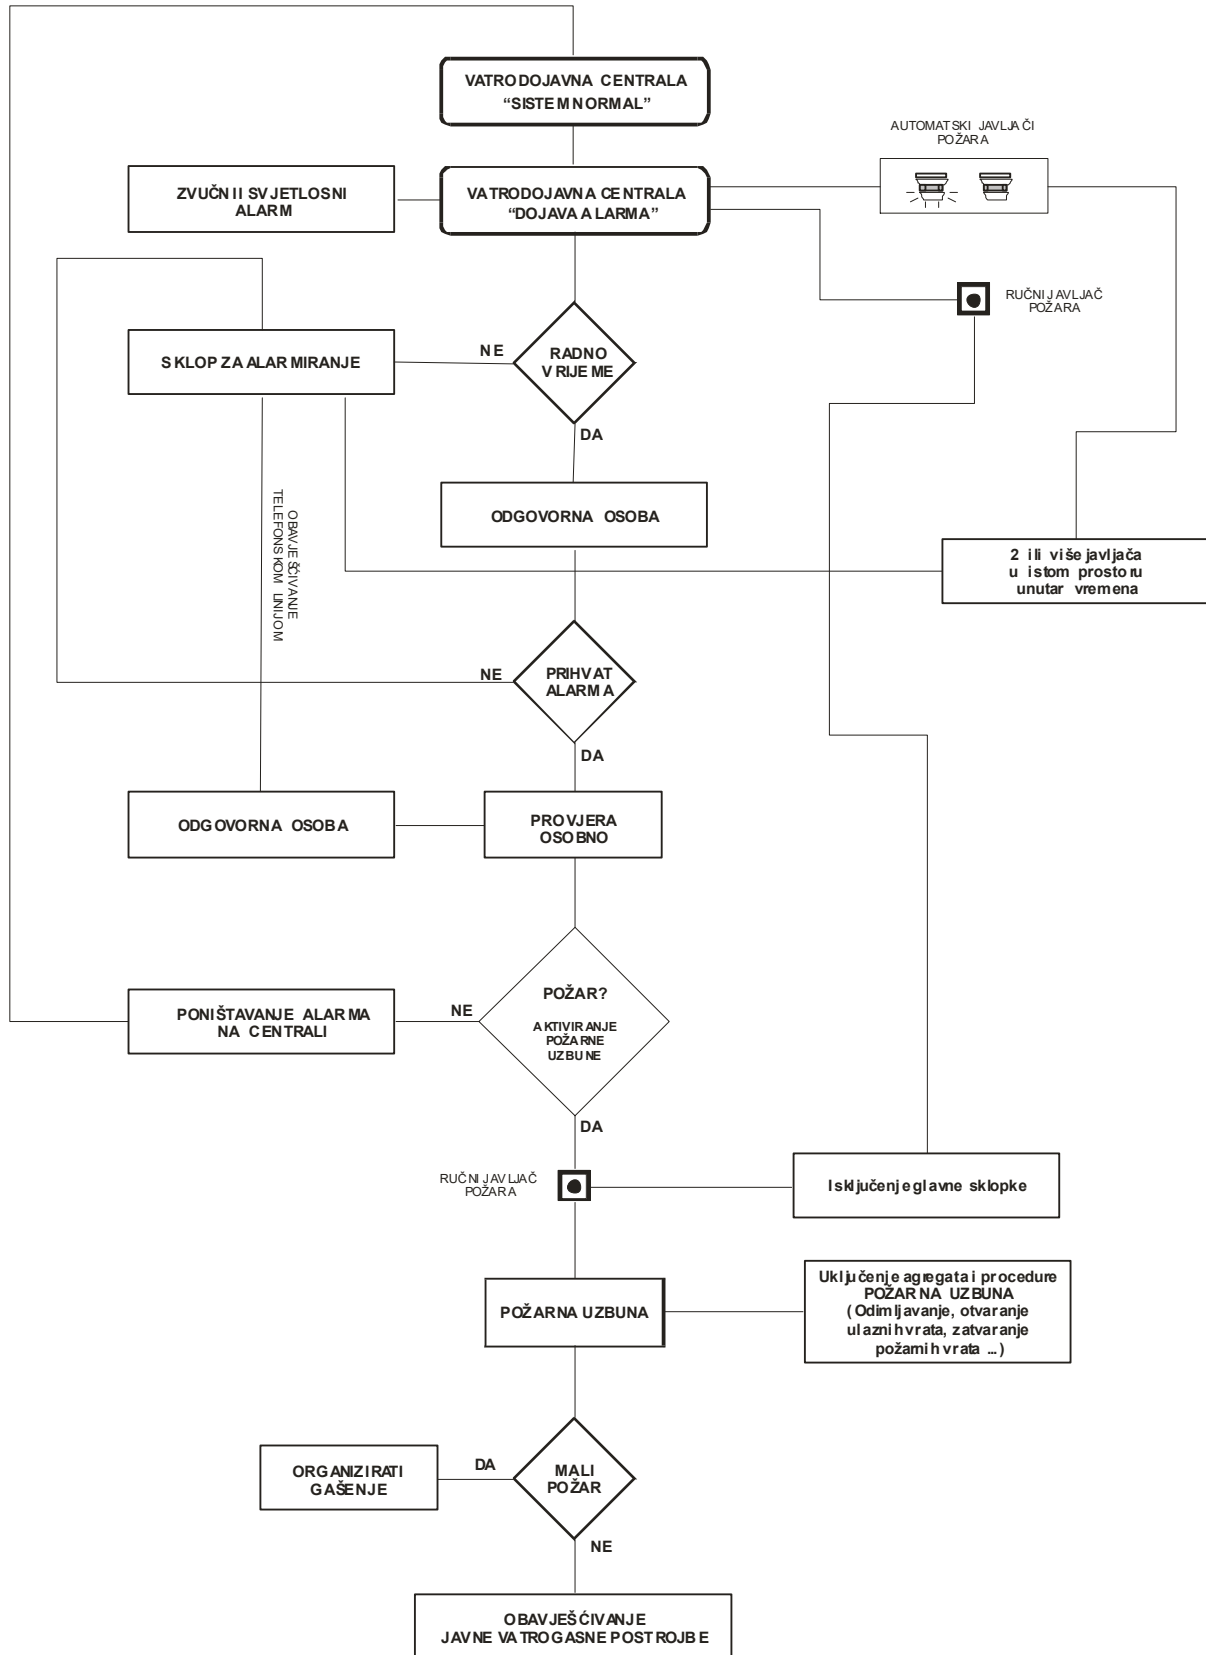 VATRODOJAVNA CENTRALA
“SISTEM NORMAL”
AUTOMATSKI JAVLJAČI
POŽARA
ZVUČNI I SVJETLOSNI
ALARM
VATRODOJAVNA CENTRALA
“DOJAVA ALARMA”
RUČNI JAVLJAČ
POŽARA
SKLOP ZA ALARMIRANJE
NE
RADNO
VRIJEME
DA
OBAVJEŠĆIVANJE
TELEFONSKOM LINIJOM
ODGOVORNA OSOBA
2 ili više javljača
u istom prostoru
unutar vremena
NE
PRIHVAT
ALARMA
DA
ODGOVORNA OSOBA
PROVJERA
OSOBNO
PONIŠTAVANJE ALARMA
NA CENTRALI
NE
POŽAR?
AKTIVIRANJE
POŽARNE
UZBUNE
DA
RUČNI JAVLJAČ
POŽARA
Isključenje glavne sklopke
POŽARNA UZBUNA
Uključenje agregata i procedure
POŽARNA UZBUNA
(Odimljavanje, otvaranje
ulaznih vrata, zatvaranje
požarnih vrata ...)
ORGANIZIRATI
GAŠENJE
DA
MALI
POŽAR
NE
OBAVJEŠĆIVANJE
JAVNE VATROGASNE POSTROJBE